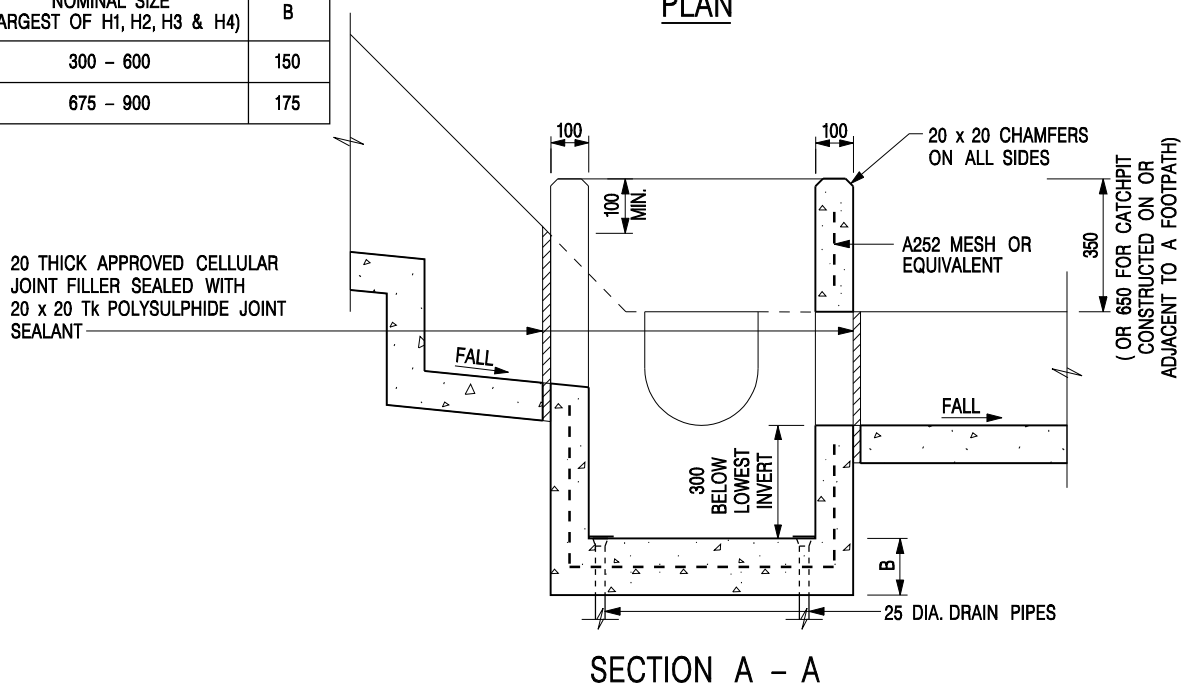 NOMINAL SIZE
ARGEST OF H1, H2, H3 & H4)
B
300 – 600
150
675 – 900
175
PLAN
100
100
20 x 20 CHAMFERS
ON ALL SIDES
100
MIN.
A252 MESH OR
EQUIVALENT
350
( OR 650 FOR CATCHPIT
CONSTRUCTED ON OR
ADJACENT TO A FOOTPATH)
20 THICK APPROVED CELLULAR
JOINT FILLER SEALED WITH
20 x 20 Tk POLYSULPHIDE JOINT
SEALANT
FALL
FALL
300
BELOW
LOWEST
INVERT
B
25 DIA. DRAIN PIPES
SECTION A – A